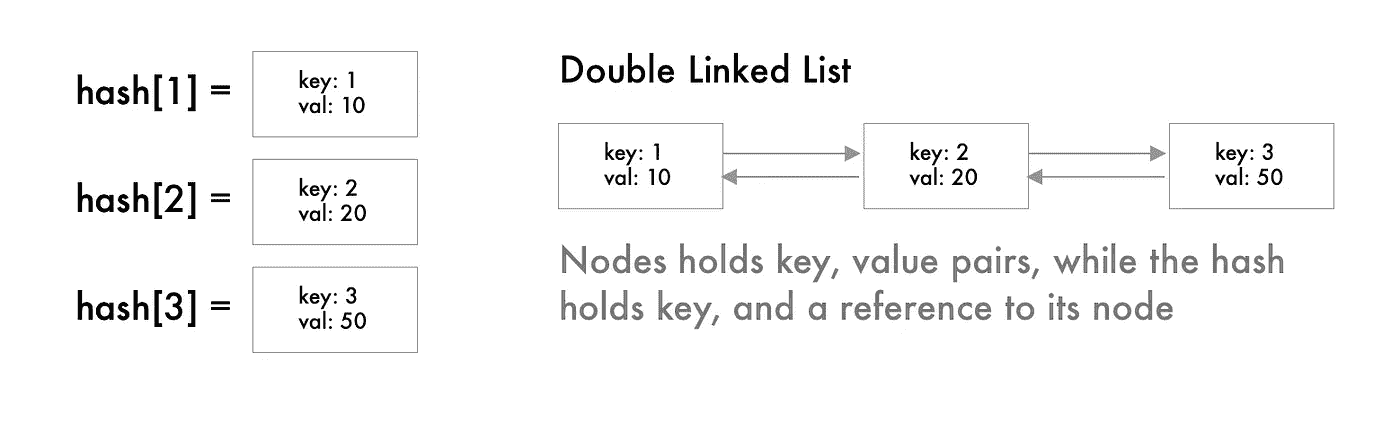 hash[1] =
key: 1
val: 10
hash[2] =
key: 2
val: 20
hash[3] =
key: 3
val: 50
Double Linked List
key: 1
val: 10
key: 2
val: 20
key: 3
val: 50
Nodes holds key, value pairs, while the hash
holds key, and a reference to its node